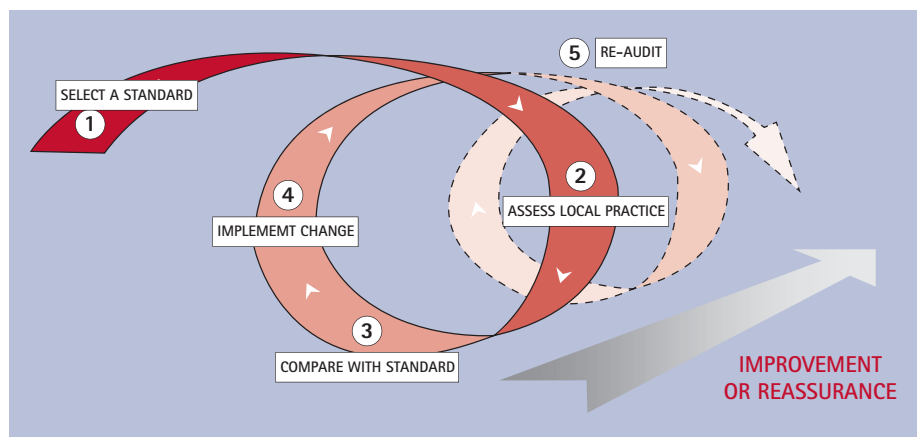 5 RE-AUDIT
SELECT A STANDARD
1
2
ASSESS LOCAL PRACTICE
4
IMPLEMEMT CHANGE
3
COMPARE WITH STANDARD
IMPROVEMENT
OR REASSURANCE